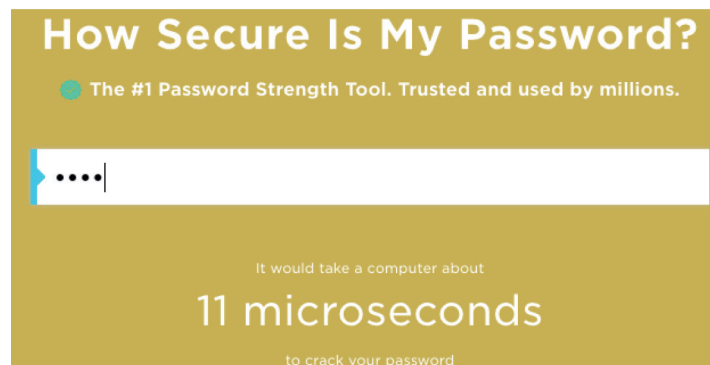 How Secure Is My Password?
The #1 Password Strength Tool. Trusted and used by millions.
••••
It would take a computer about
11 microseconds
to crack your password